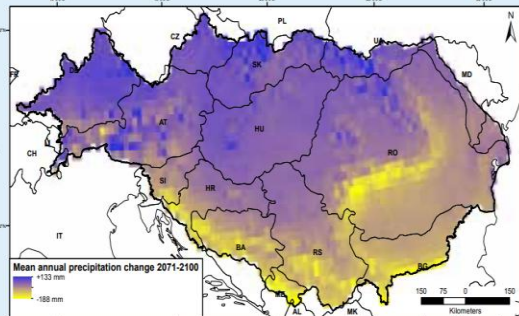 PL
CZ
UA
N
SK
DE
MD
FR
AT
HU
CH
RO
SI
HR
IT
BA
RS
BG
ME
AL
MK
Mean annual precipitation change 2071-2100
+133 mm
-188 mm
150 75 0 150
Kilometers